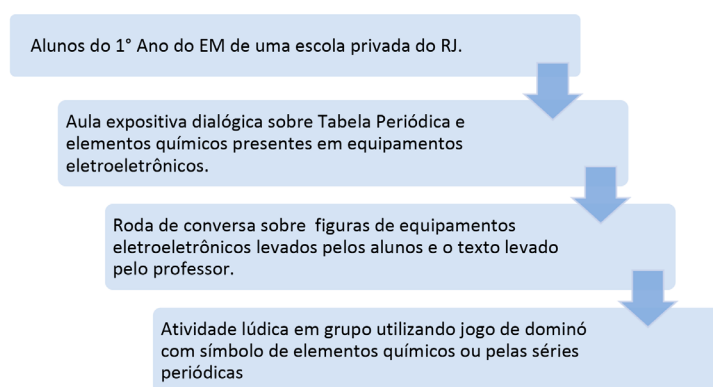 Alunos do 1° Ano do EM de uma escola privada do RJ.
Aula expositiva dialógica sobre Tabela Periódica e
elementos químicos presentes em equipamentos
eletroeletrônicos.
Roda de conversa sobre figuras de equipamentos
eletroeletrônicos levados pelos alunos e o texto levado
pelo professor.
Atividade lúdica em grupo utilizando jogo de dominó
com símbolo de elementos químicos ou pelas séries
periódicas